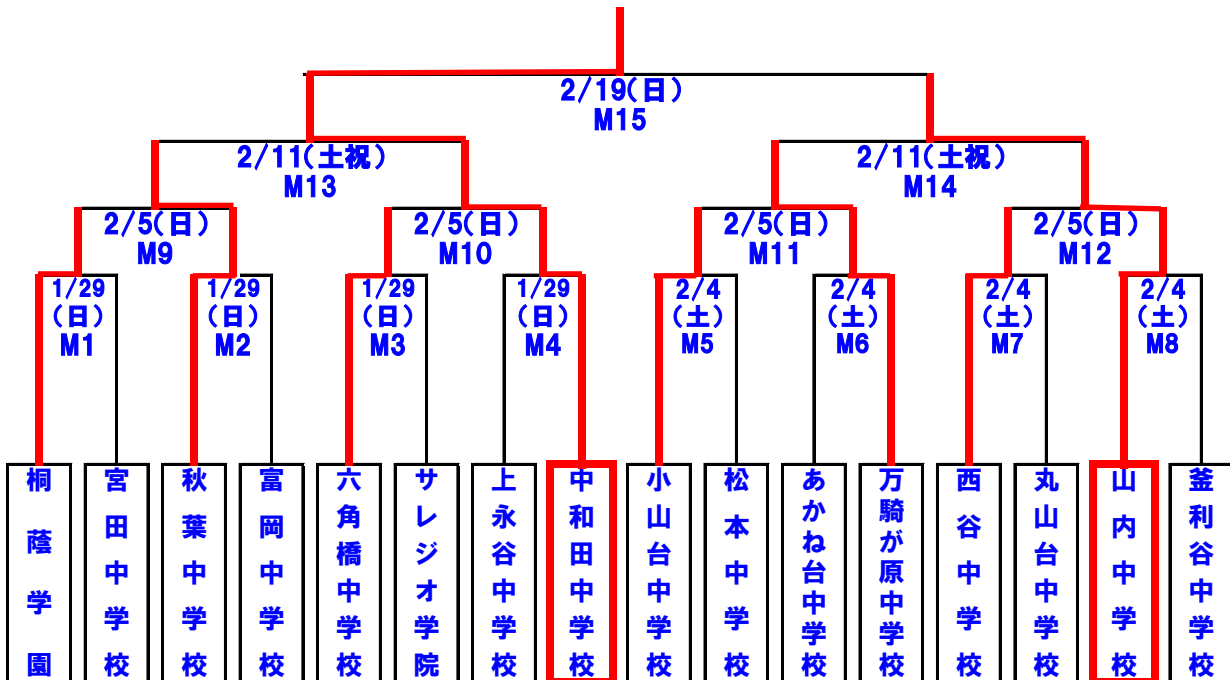 2/19(日)
M15
2/11(土祝)
M13
2/11(土祝)
M14
2/5(日)
M9
2/5(日)
M10
2/5(日)
M11
2/5(日)
M12
1/29
(日)
M1
1/29
(日)
M2
1/29
(日)
M3
1/29
(日)
M4
2/4
(土)
M5
2/4
(土)
M6
2/4
(土)
M7
2/4
(土)
M8
桐蔭学園
宮田中学校
秋葉中学校
富岡中学校
六角橋中学校
サレジオ学院
上永谷中学校
中和田中学校
小山台中学校
松本中学校
あかね台中学校
万騎が原中学校
西谷中学校
丸山台中学校
山内中学校
釜利谷中学校